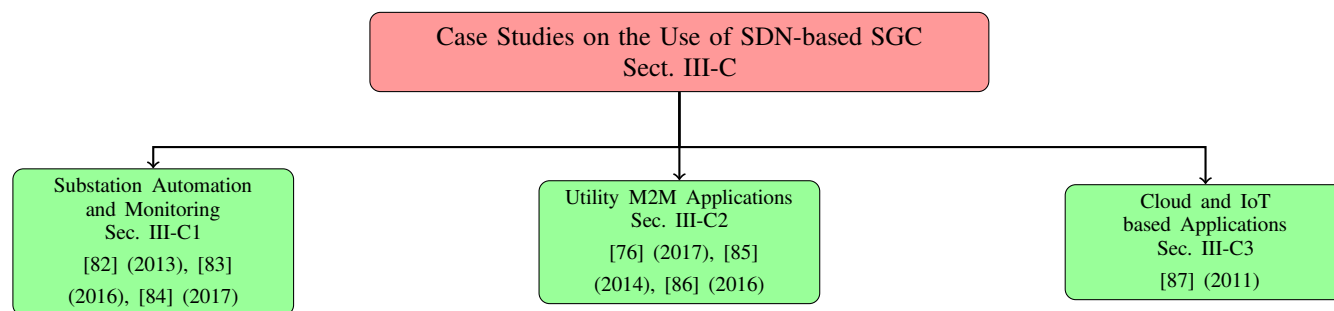 Case Studies on the Use of SDN-based SGC
Sect. III-C
Substation Automation
and Monitoring
Sec. III-C1
[82] (2013), [83]
(2016), [84] (2017)
Utility M2M Applications
Sec. III-C2
[76] (2017), [85]
(2014), [86] (2016)
Cloud and IoT
based Applications
Sec. III-C3
[87] (2011)